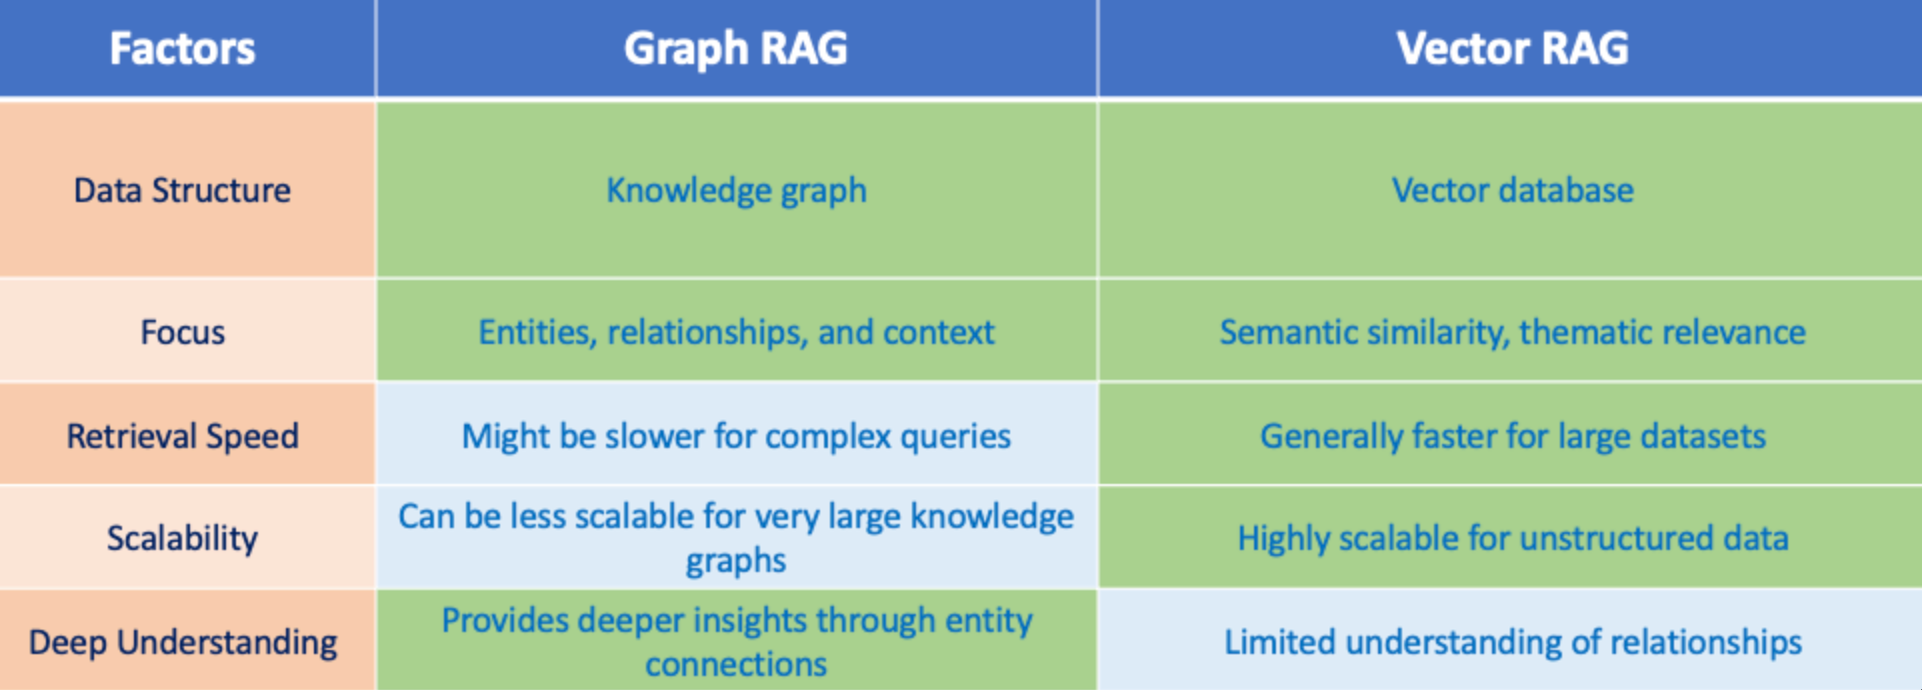 Factors Graph RAG Vector RAG
Data Structure Knowledge graph Vector database
Focus Entities, relationships, and context Semantic similarity, thematic relevance
Retrieval Speed Might be slower for complex queries Generally faster for large datasets
Scalability Can be less scalable for very large knowledge
graphs Highly scalable for unstructured data
Deep Understanding Provides deeper insights through entity
connections Limited understanding of relationships